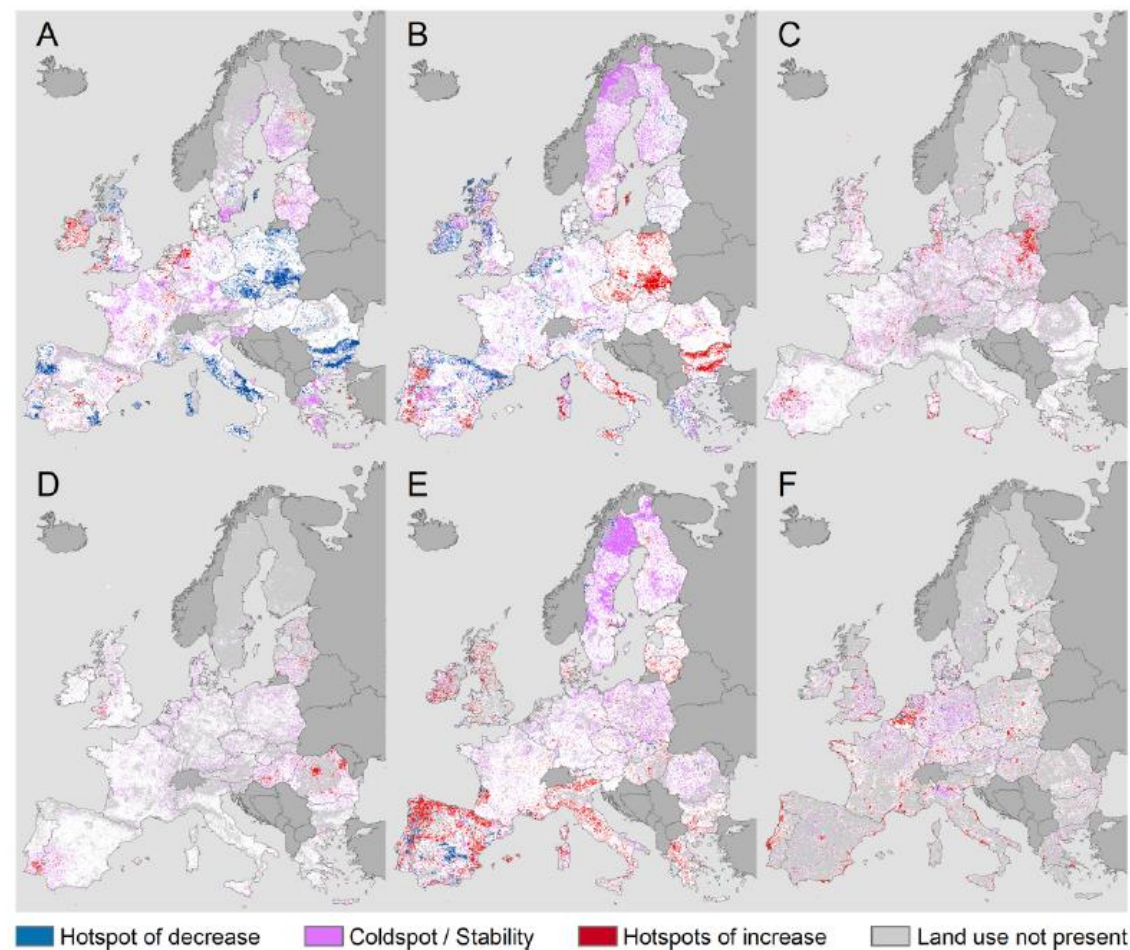 A B C
D E F
Hotspot of decrease Coldspot / Stability Hotspots of increase Land use not present